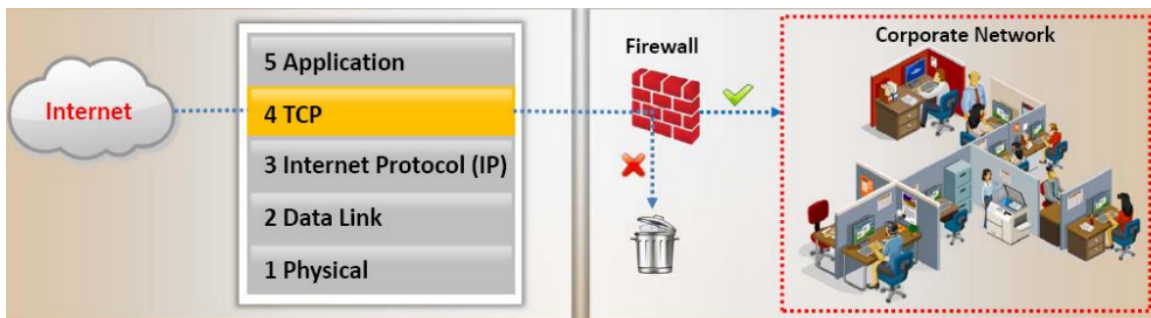 Internet
5 Application
4 TCP
3 Internet Protocol (IP)
2 Data Link
1 Physical
Firewall
Corporate Network